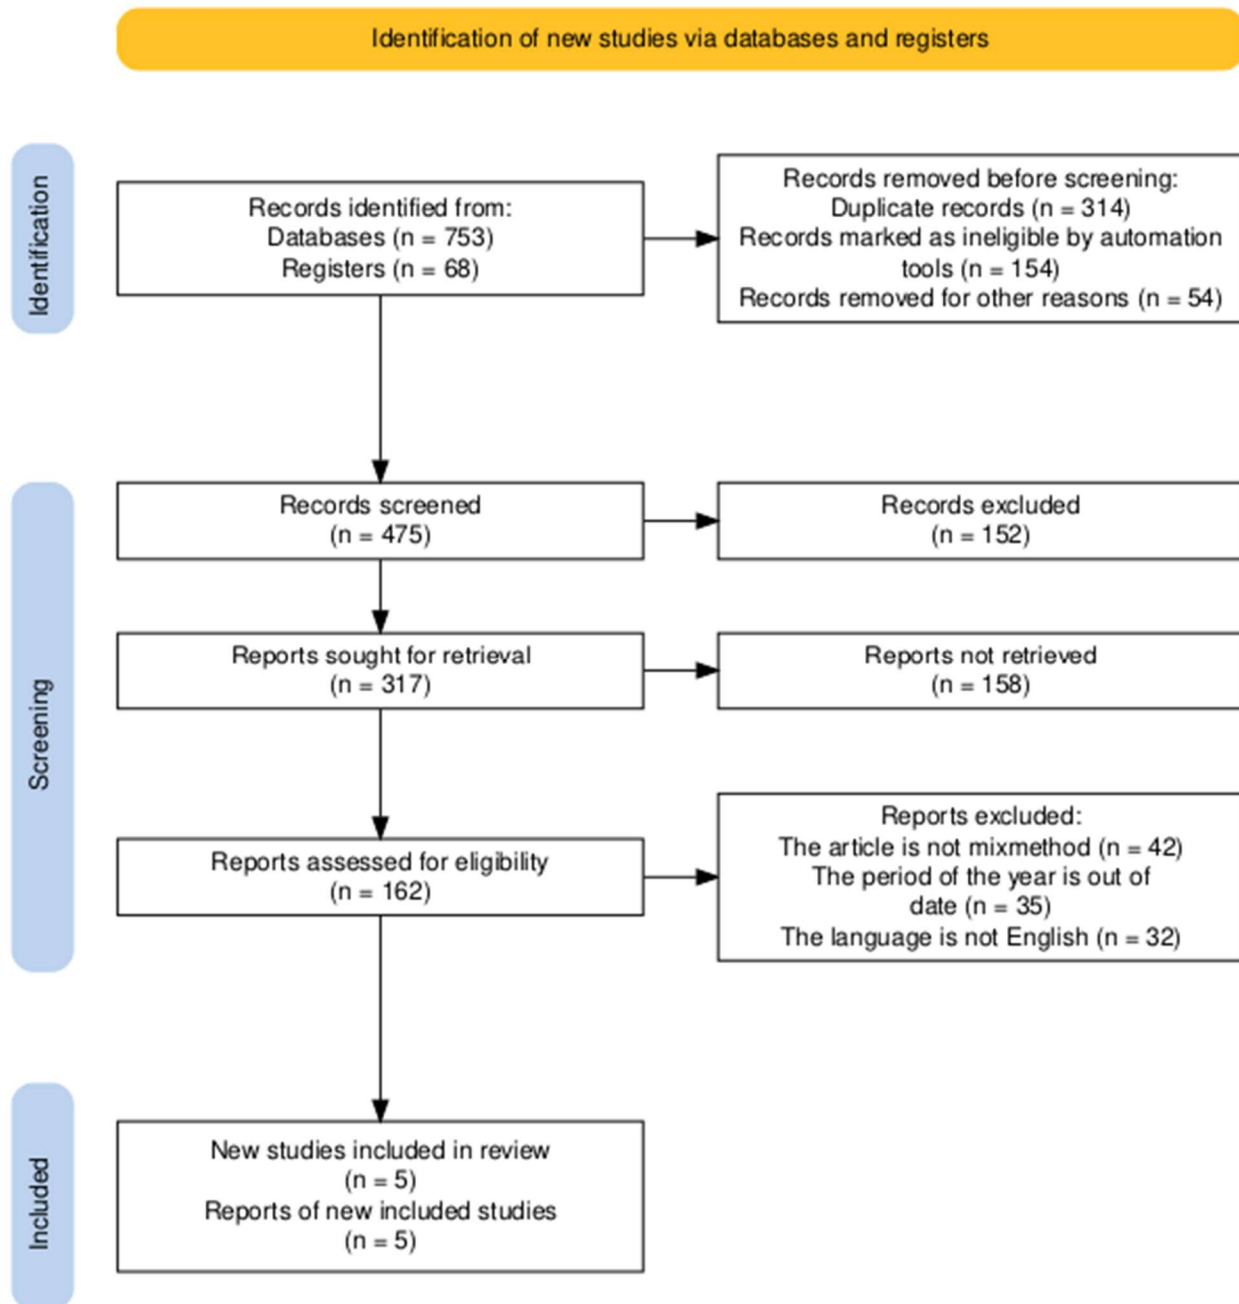 Identification of new studies via databases and registers
Identification
Records identified from:
Databases (n = 753)
Registers (n = 68)
Records removed before screening:
Duplicate records (n = 314)
Records marked as ineligible by automation
tools (n = 154)
Records removed for other reasons (n = 54)
Screening
Records screened
(n = 475)
Records excluded
(n = 152)
Reports sought for retrieval
(n = 317)
Reports not retrieved
(n = 158)
Reports assessed for eligibility
(n = 162)
Reports excluded:
The article is not mixmethod (n = 42)
The period of the year is out of
date (n = 35)
The language is not English (n = 32)
Included
New studies included in review
(n = 5)
Reports of new included studies
(n = 5)